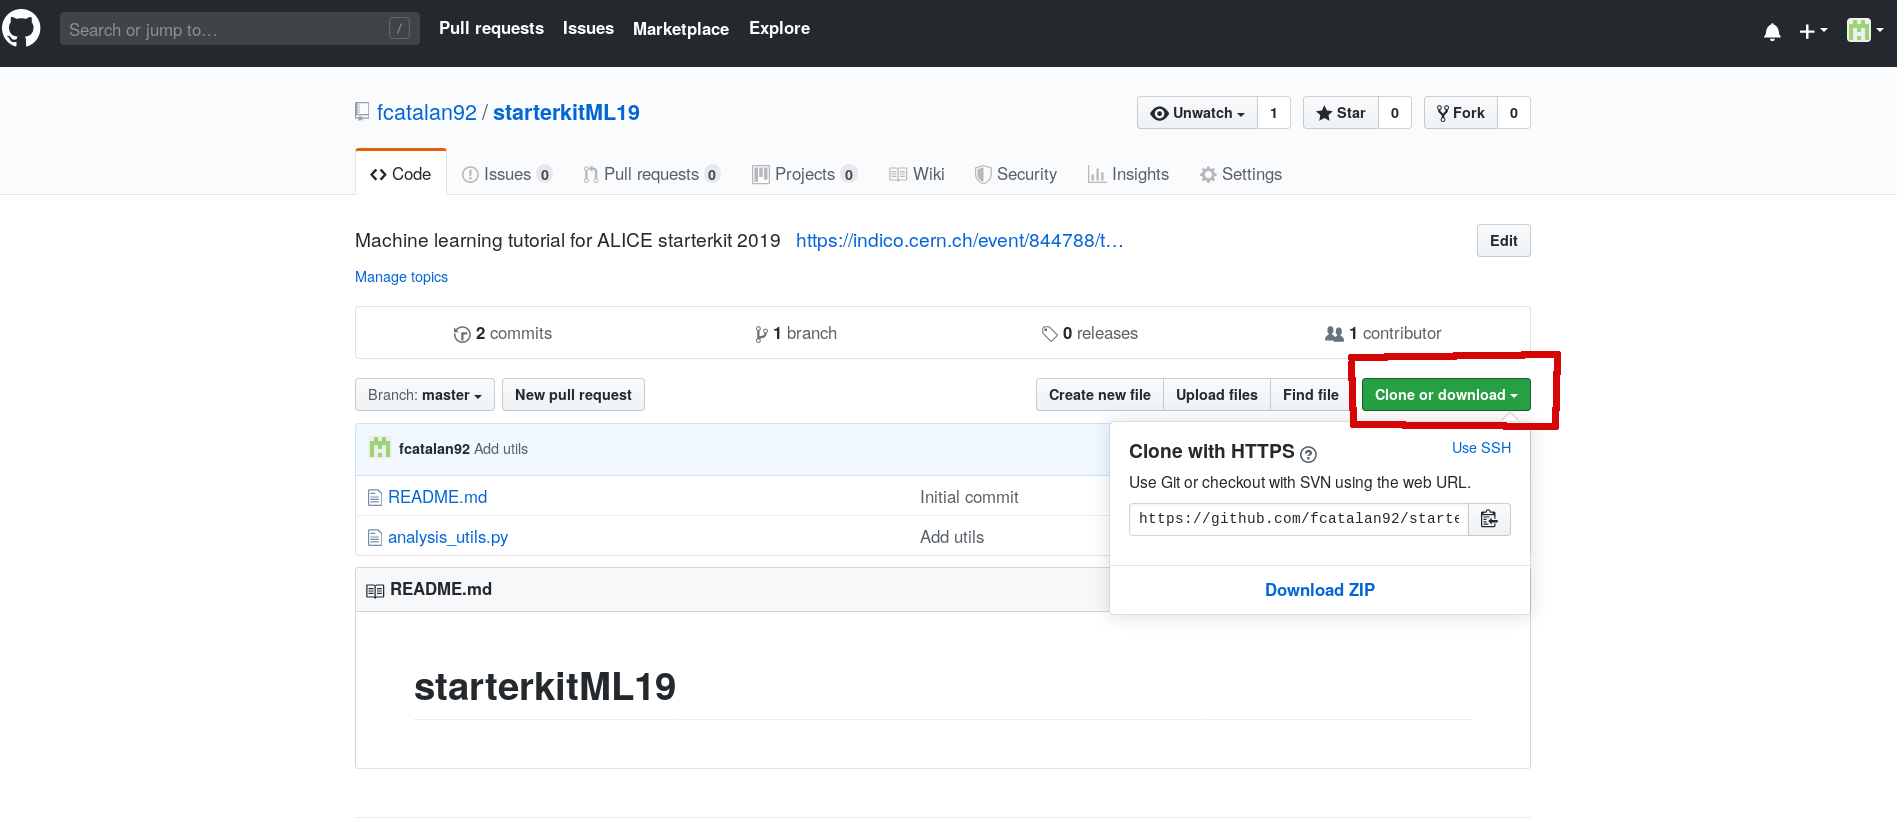 Search or jump to… / Pull requests Issues Marketplace Explore
fcatalan92 / starterkitML19 Unwatch 1 Star 0 Fork 0
Code Issues 0 Pull requests 0 Projects 0 Wiki Security Insights Settings
Machine learning tutorial for ALICE starterkit 2019 https://indico.cern.ch/event/844788/t… Edit
Manage topics
2 commits 1 branch 0 releases 1 contributor
Branch: master New pull request Create new file Upload files Find file Clone or download
fcatalan92 Add utils
README.md Initial commit
analysis_utils.py Add utils
Clone with HTTPS ? Use SSH
Use Git or checkout with SVN using the web URL.
https://github.com/fcatalan92/starte
Download ZIP
README.md
starterkitML19